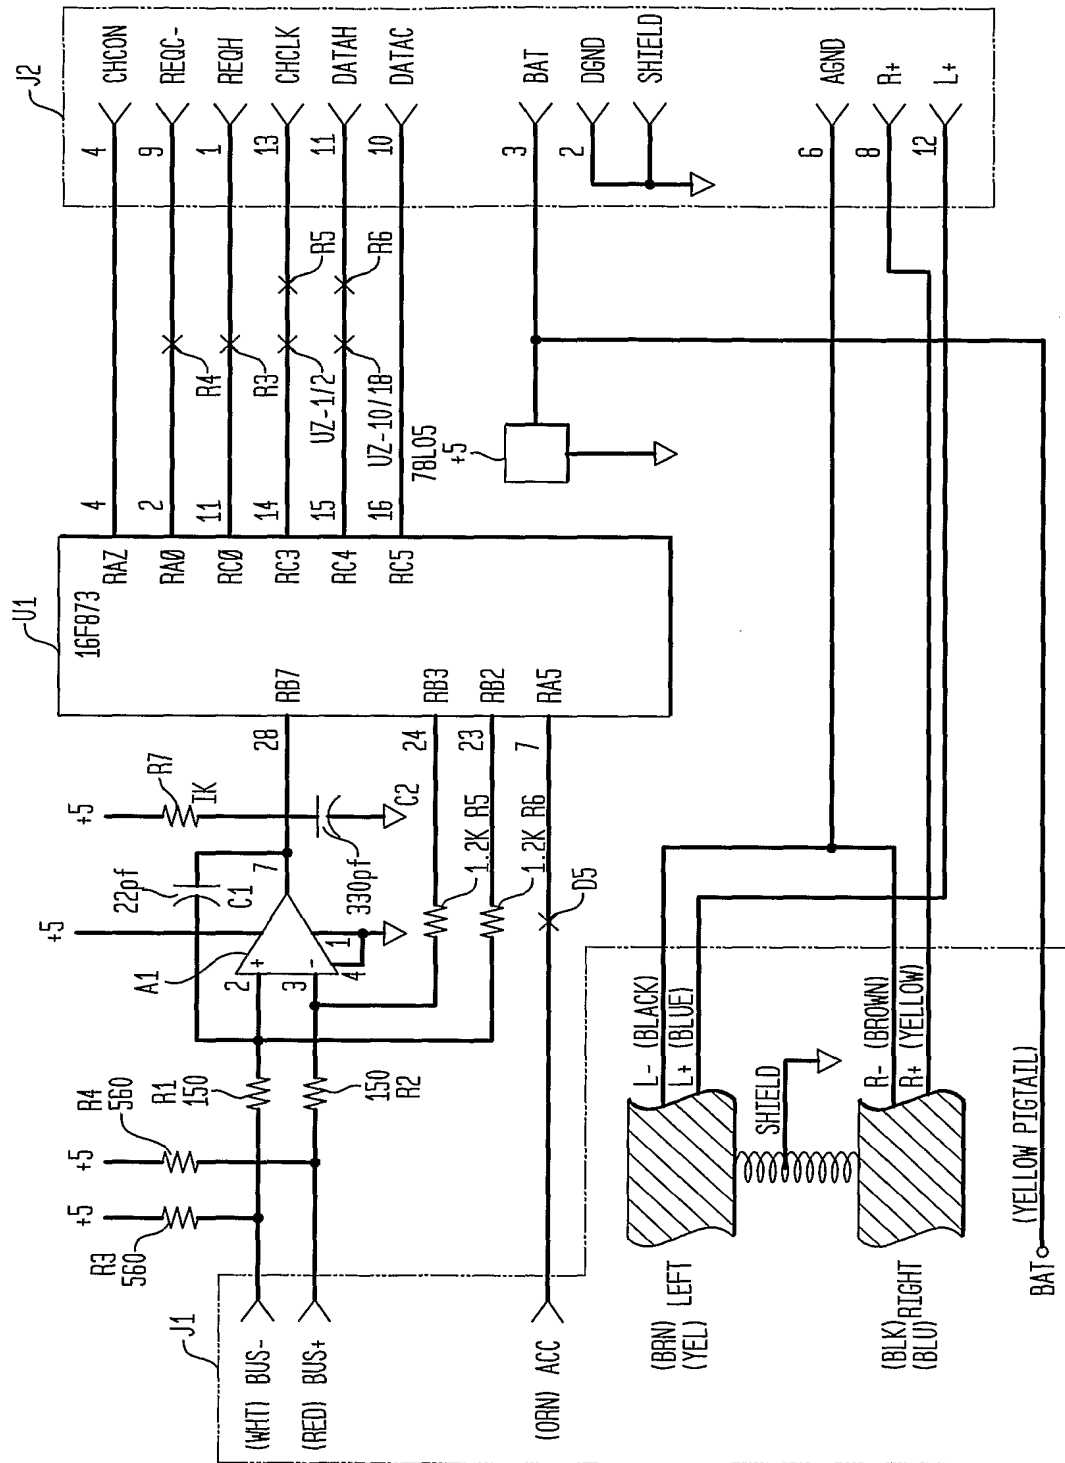 J2
4 CHCON
9 REQC-
1 REQH
13 CHCLK
11 DATAH
10 DATAC
3 BAT
2 DGND
SHIELD
6 AGND
8 R+
12 L+
R5
R6
R4
R3
UZ-1/2
UZ-10/18
78L05
+5
U1
16F873
RAZ 4
RAØ 2
RCØ 11
RC3 14
RC4 15
RC5 16
RB7 28
RB3 24
RB2 23
RA5 7
+5
R7
1K
C2
330pf
22pf
C1
7
+5
A1
2 +
3 -
1
4
1.2K R5
1.2K R6
D5
R1
150
150
R2
+5
R4
560
+5
R3
560
J1
(WHT) BUS-
(RED) BUS+
(ORN) ACC
L- (BLACK)
L+ (BLUE)
SHIELD
R- (BROWN)
R+ (YELLOW)
(BRN) LEFT
(YEL)
(BLK) RIGHT
(BLU)
(YELLOW PIGTAIL)
BAT